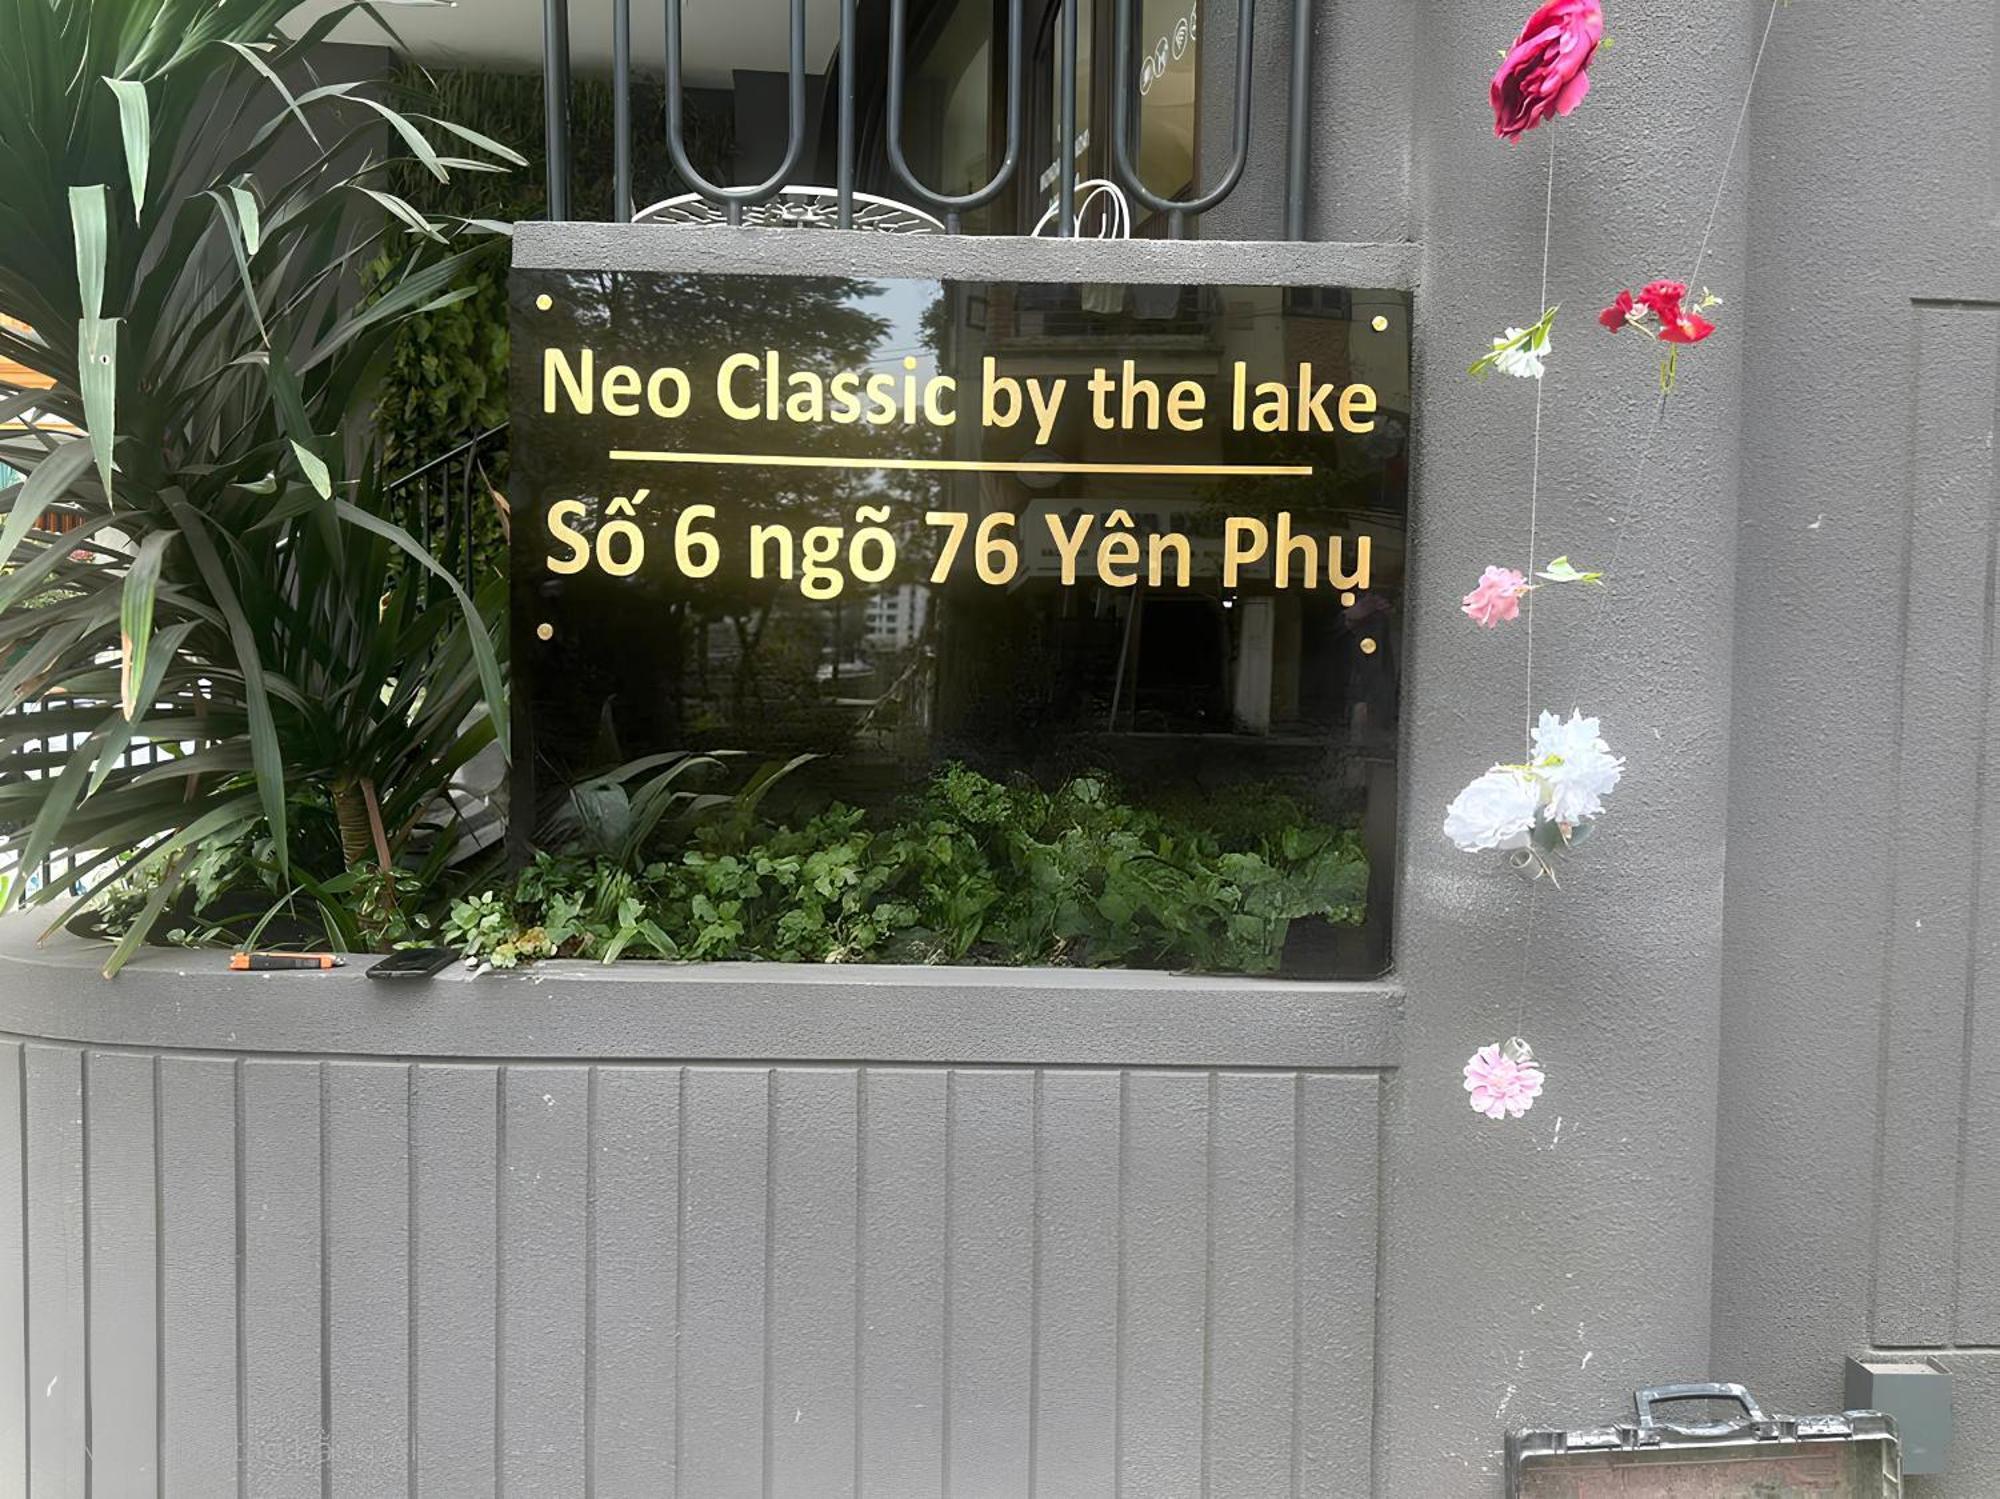 Neo Classic by the lake
Số 6 ngõ 76 Yên Phụ